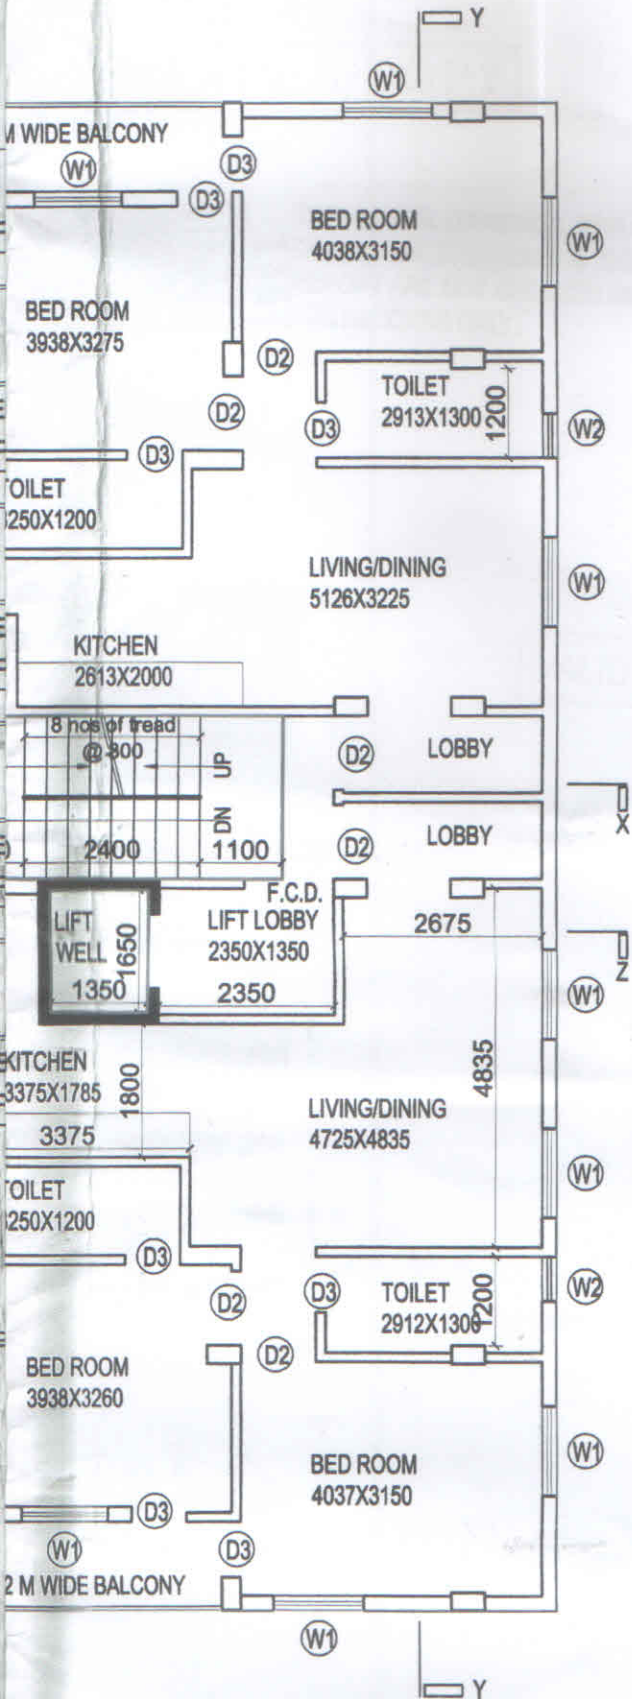 Y
W1
M WIDE BALCONY
D3
W1
D3
BED ROOM
4038X3150
W1
BED ROOM
3938X3275
D2
TOILET
2913X1300
1200
D2
D3
W2
D3
TOILET
3250X1200
LIVING/DINING
5126X3225
W1
KITCHEN
2613X2000
8 nos of tread
@ 300
UP
D2
LOBBY
X
DN
D2
LOBBY
2400
1100
F.C.D.
LIFT
WELL
1650
1350
LIFT LOBBY
2350X1350
2350
2675
Z
W1
4835
KITCHEN
3375X1785
1800
3375
LIVING/DINING
4725X4835
W1
TOILET
3250X1200
D3
D2
D3
TOILET
2912X1300
1200
W2
D2
BED ROOM
3938X3260
W1
BED ROOM
4037X3150
D3
W1
D3
2 M WIDE BALCONY
W1
Y